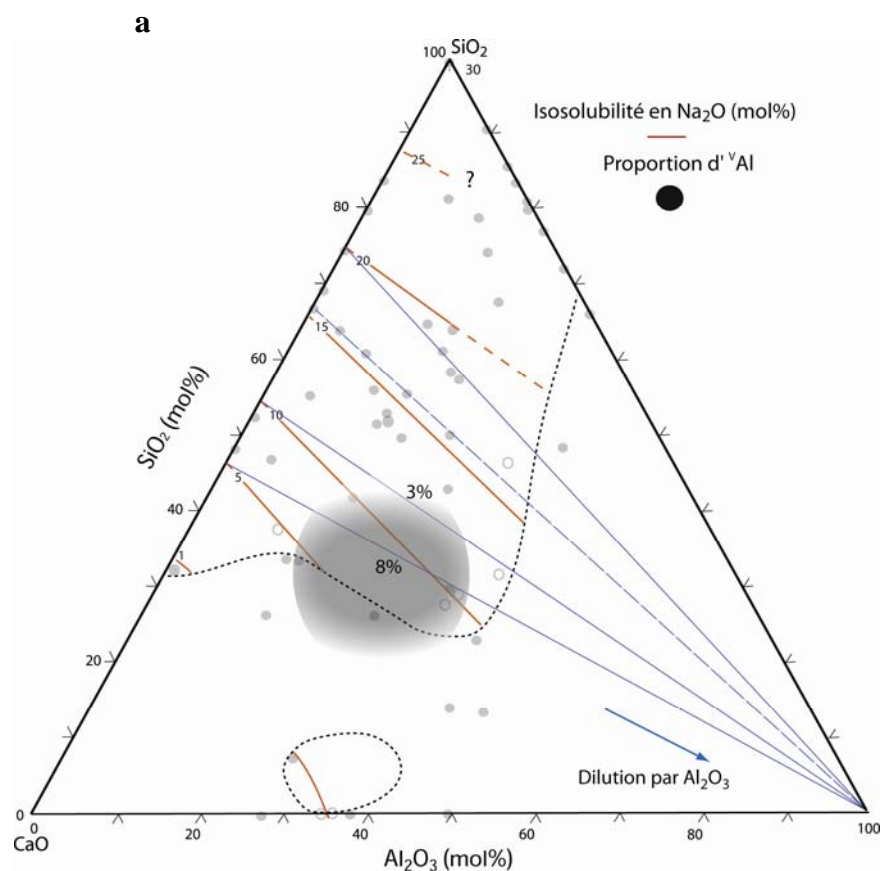 a
100 SiO₂
30
Isosolubilité en Na₂O (mol%)
25
?
Proportion d' ⱽAl
80
20
15
60
SiO₂ (mol%)
10
5
3%
40
1
8%
20
Dilution par Al₂O₃
0
0
20
40
60
80
100
CaO
Al₂O₃ (mol%)